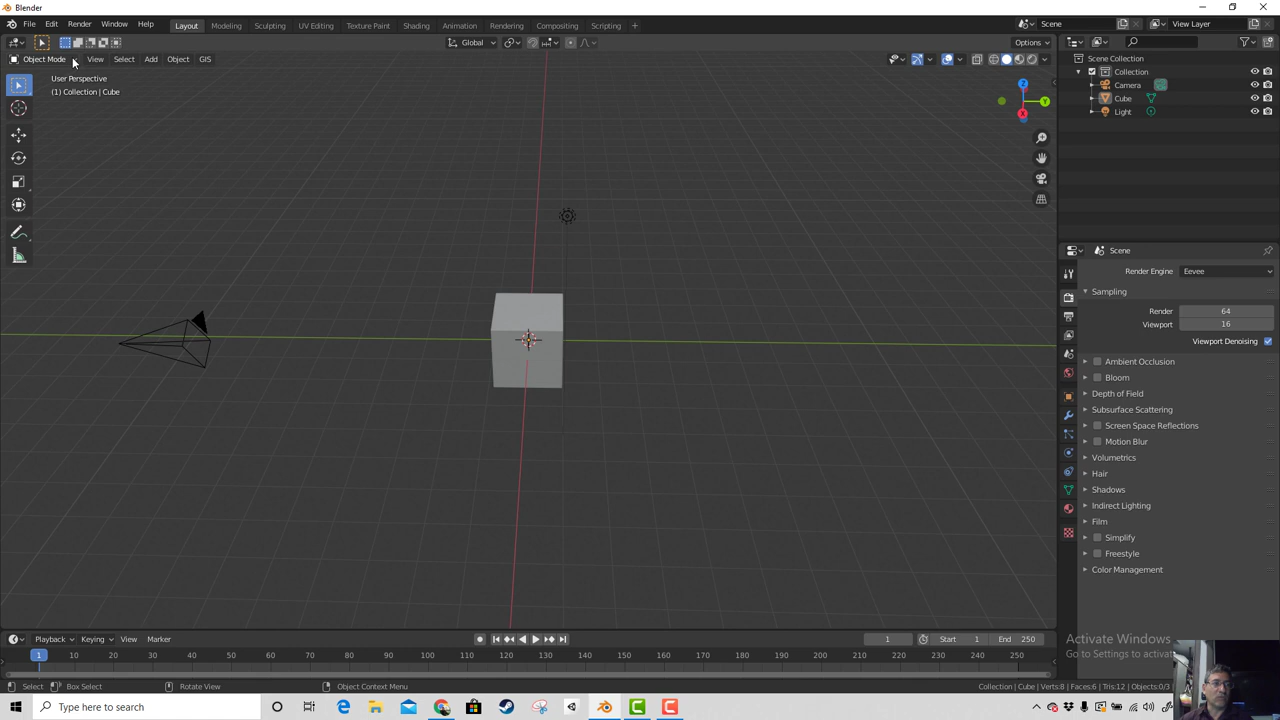 Blender
File Edit Render Window Help Layout Modeling Sculpting UV Editing Texture Paint Shading Animation Rendering Compositing Scripting + Scene View Layer
Global Options
Object Mode View Select Add Object GIS
User Perspective
(1) Collection | Cube
Z
Y
X
Scene Collection
Collection
Camera
Cube
Light
Scene
Render Engine Eevee
Sampling
Render 64
Viewport 16
Viewport Denoising
Ambient Occlusion
Bloom
Depth of Field
Subsurface Scattering
Screen Space Reflections
Motion Blur
Volumetrics
Hair
Shadows
Indirect Lighting
Film
Simplify
Freestyle
Color Management
Playback Keying View Marker 1 Start 1 End 250
1 10 20 30 40 50 60 70 80 90 100 110 120 130 140 150 160 170 180 190 200 210 220 230 240 250
Activate Windows
Go to Settings to activate
Select Box Select Rotate View Object Context Menu Collection | Cube | Verts:8 | Faces:6 | Tris:12 | Objects:0/3
Type here to search